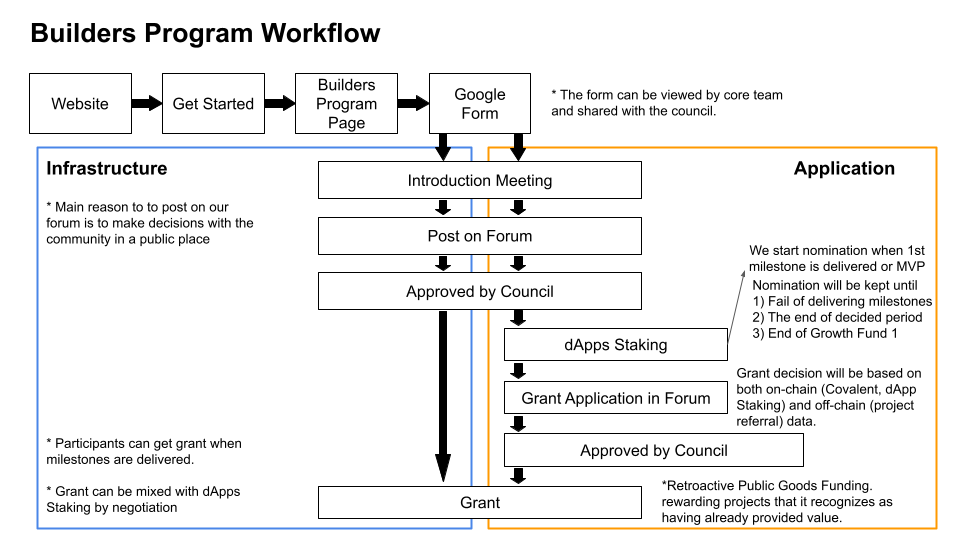 Builders Program Workflow
Website
Get Started
Builders
Program
Page
Google
Form
* The form can be viewed by core team
and shared with the council.
Infrastructure
Application
Introduction Meeting
* Main reason to to post on our
forum is to make decisions with the
community in a public place
Post on Forum
We start nomination when 1st
milestone is delivered or MVP
Nomination will be kept until
1) Fail of delivering milestones
2) The end of decided period
3) End of Growth Fund 1
Approved by Council
dApps Staking
Grant decision will be based on
both on-chain (Covalent, dApp
Staking) and off-chain (project
referral) data.
Grant Application in Forum
Approved by Council
* Participants can get grant when
milestones are delivered.
* Grant can be mixed with dApps
Staking by negotiation
Grant
*Retroactive Public Goods Funding.
rewarding projects that it recognizes as
having already provided value.